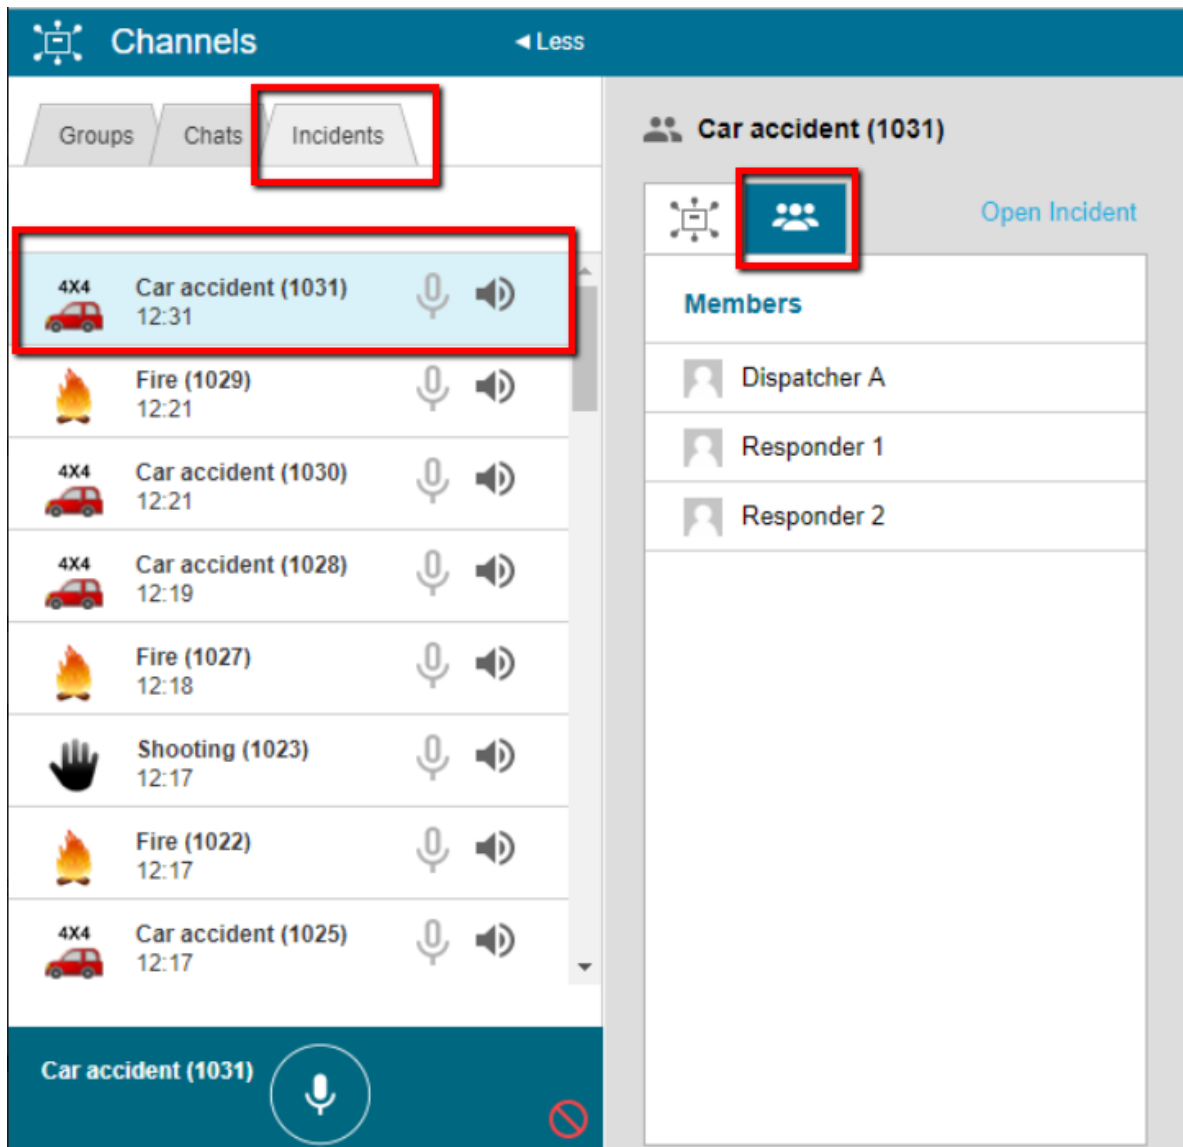 Channels
Less
Groups
Chats
Incidents
4X4
Car accident (1031)
12:31
Fire (1029)
12:21
4X4
Car accident (1030)
12:21
4X4
Car accident (1028)
12:19
Fire (1027)
12:18
Shooting (1023)
12:17
Fire (1022)
12:17
4X4
Car accident (1025)
12:17
Car accident (1031)
Car accident (1031)
Open Incident
Members
Dispatcher A
Responder 1
Responder 2